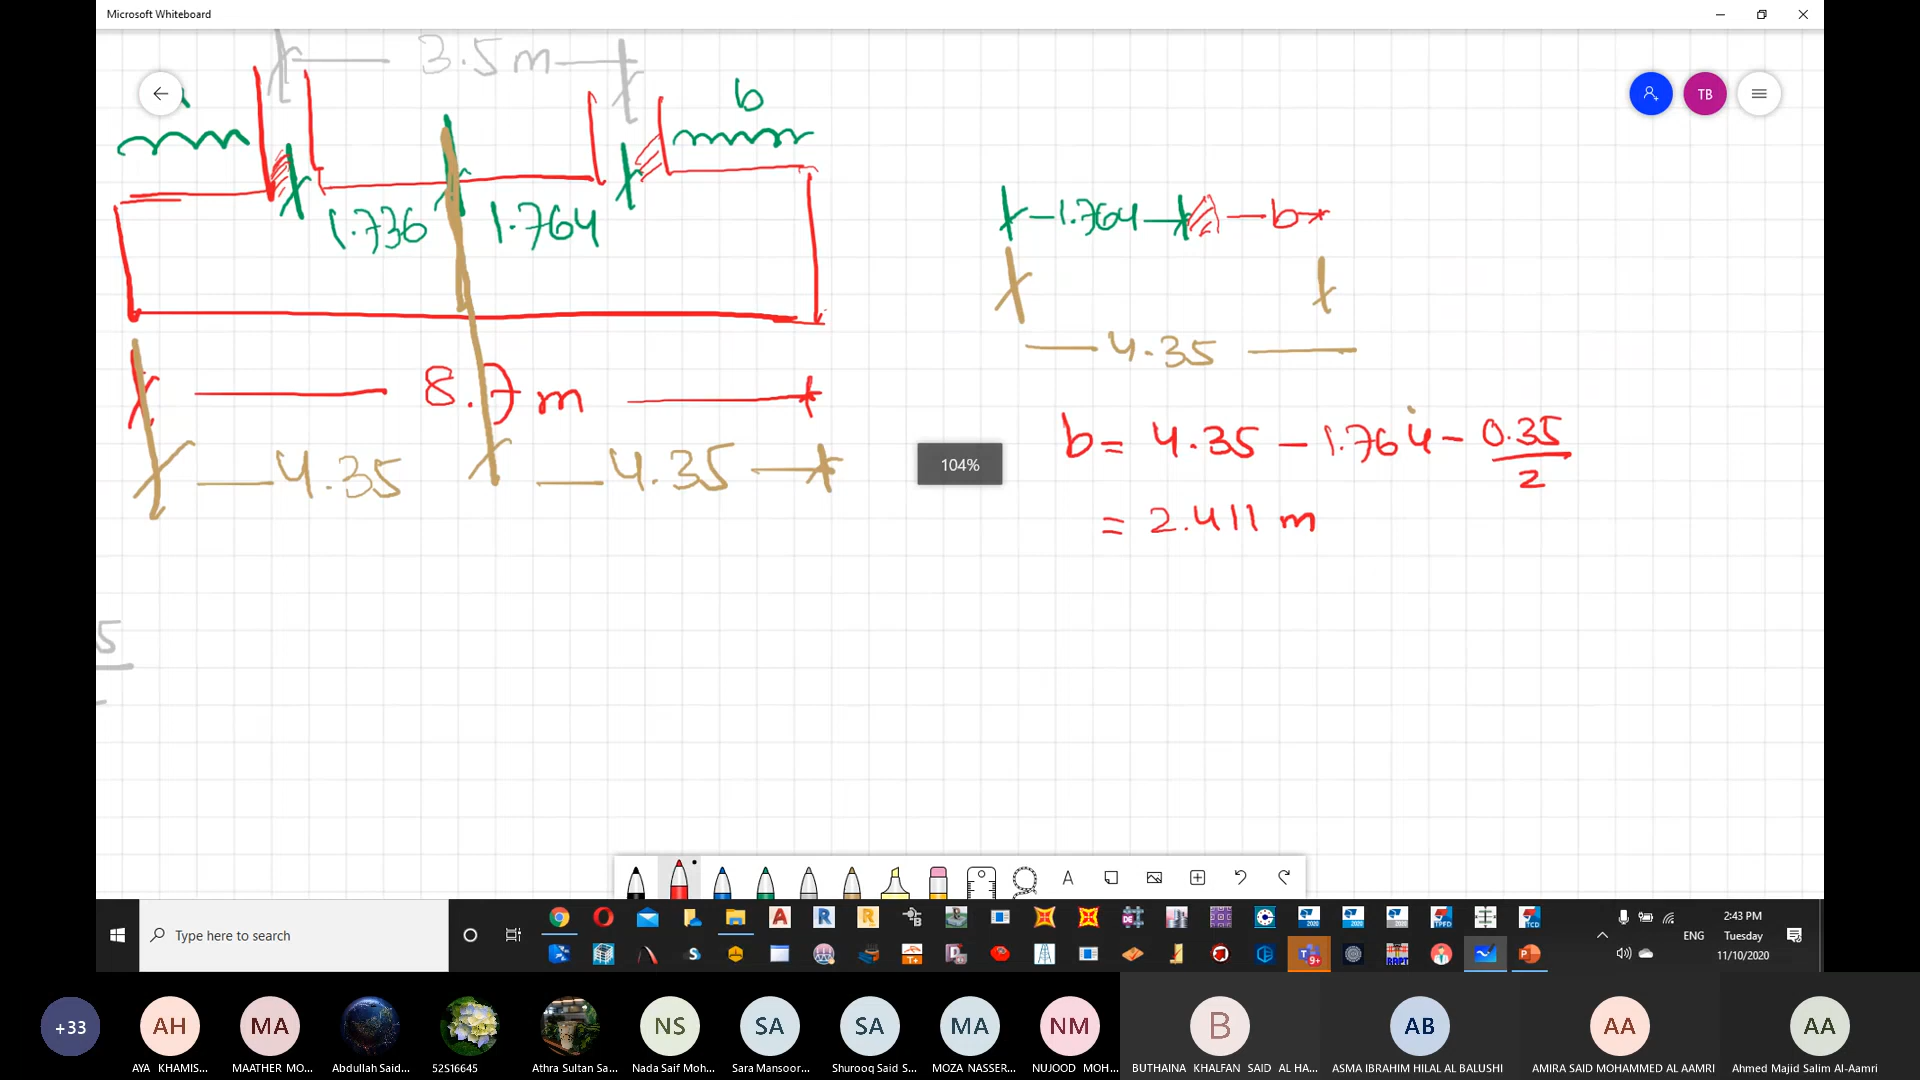 Microsoft Whiteboard
3.5 m
b
TB
1.736
1.764
1.764
b
4.35
8.7 m
4.35
4.35
b = 4.35 - 1.764 - 0.35
2
= 2.411 m
104%
5
A
Type here to search
ENG
2:43 PM
Tuesday
11/10/2020
9+
RAPT
+33
AH
MA
NS
SA
SA
MA
NM
B
AB
AA
AA
AYA KHAMIS...
MAATHER MO...
Abdullah Said...
52S16645
Athra Sultan Sa...
Nada Saif Moh...
Sara Mansoor...
Shurooq Said S...
MOZA NASSER...
NUJOOD MOH...
BUTHAINA KHALFAN SAID AL HA...
ASMA IBRAHIM HILAL AL BALUSHI
AMIRA SAID MOHAMMED AL AAMRI
Ahmed Majid Salim Al-Aamri